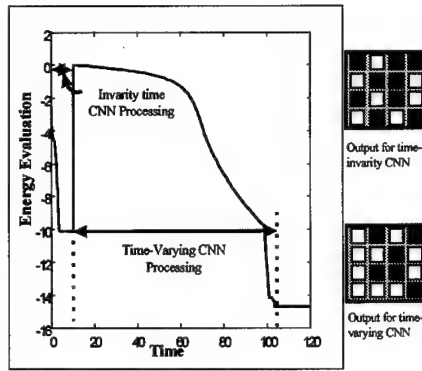 2
0
-2
-4
-6
-8
-10
-12
-14
-16
0
20
40
60
80
100
120
Energy Evaluation
Time
Invarity time
CNN Processing
Time-Varying CNN
Processing
Output for time-
invarity CNN
Output for time-
varying CNN